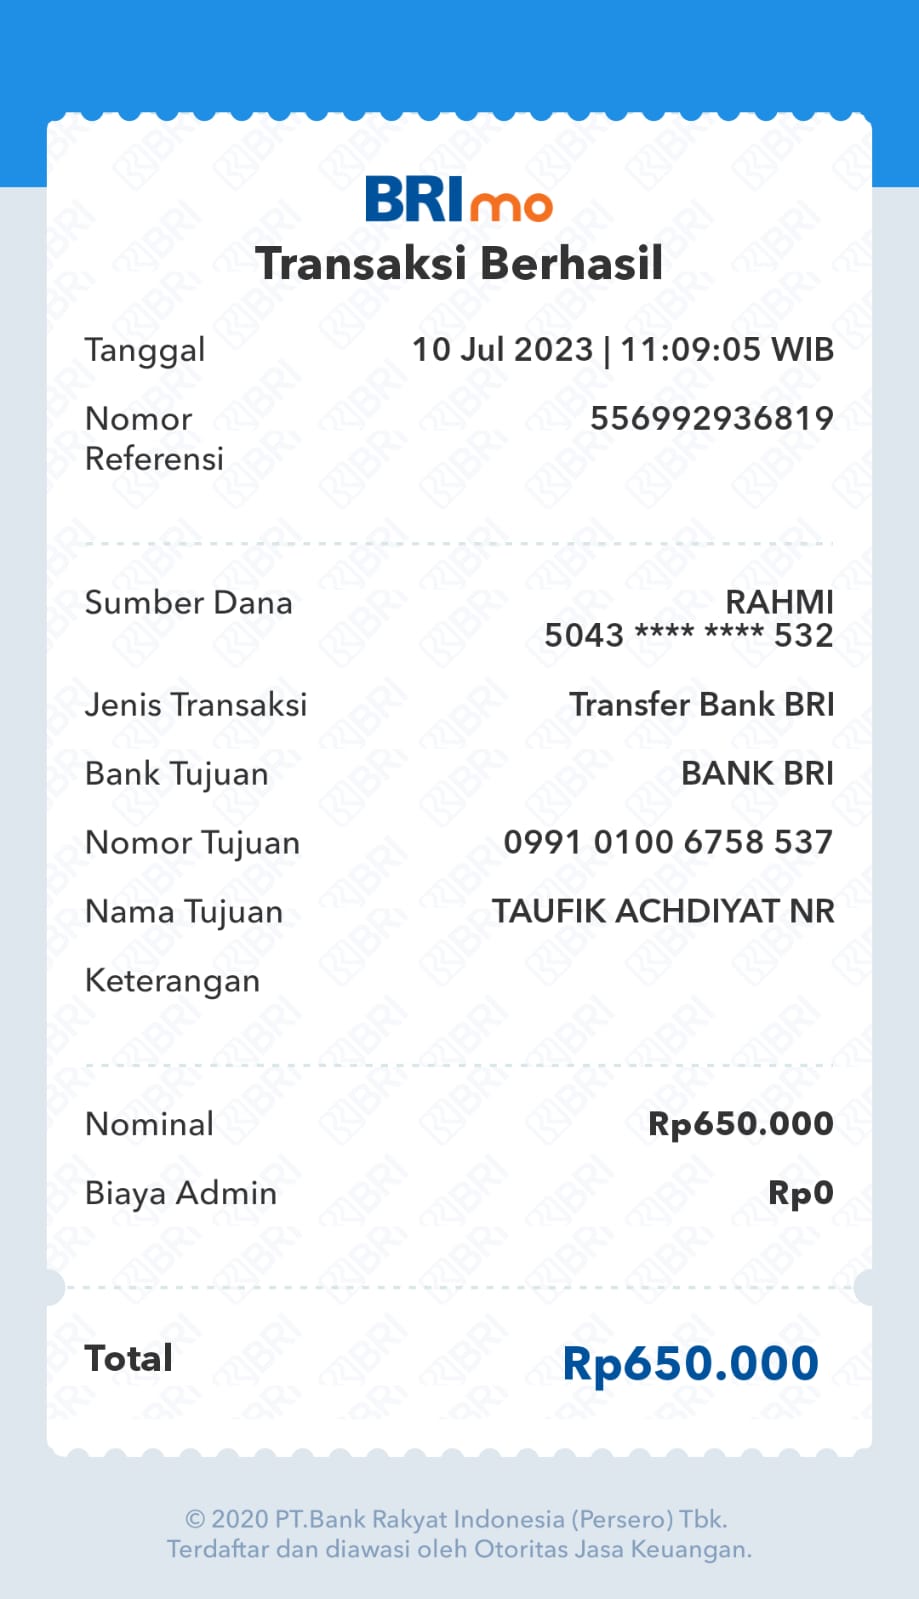 BRImo
Transaksi Berhasil
Tanggal 10 Jul 2023 | 11:09:05 WIB
Nomor Referensi 556992936819
Sumber Dana RAHMI
5043 **** **** 532
Jenis Transaksi Transfer Bank BRI
Bank Tujuan BANK BRI
Nomor Tujuan 0991 0100 6758 537
Nama Tujuan TAUFIK ACHDIYAT NR
Keterangan
Nominal Rp650.000
Biaya Admin Rp0
Total Rp650.000
© 2020 PT.Bank Rakyat Indonesia (Persero) Tbk.
Terdaftar dan diawasi oleh Otoritas Jasa Keuangan.